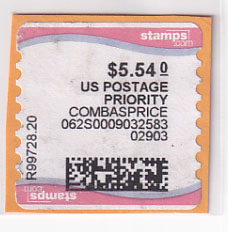 stamps
.com
$5.54 0
US POSTAGE
PRIORITY
COMBASPRICE
062S0009032583
02903
R99728.20
stamps
.com